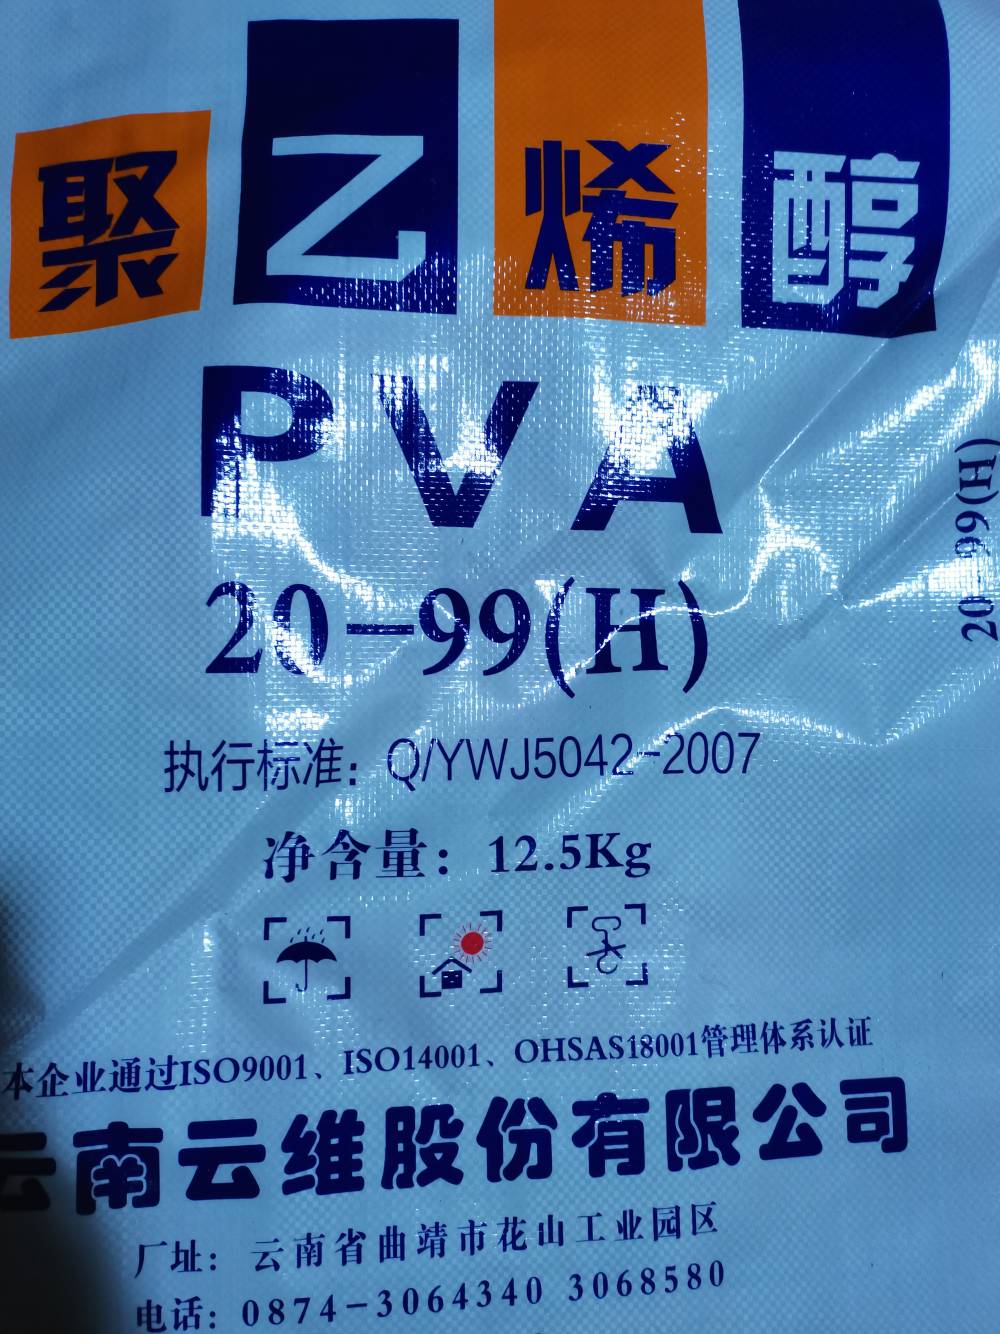 聚乙烯醇
PVA
20-99(H)
20-99(H)
执行标准：Q/YWJ5042-2007
净含量：12.5Kg
本企业通过ISO9001、ISO14001、OHSAS18001管理体系认证
云南云维股份有限公司
厂址：云南省曲靖市花山工业园区
电话：0874-3064340 3068580